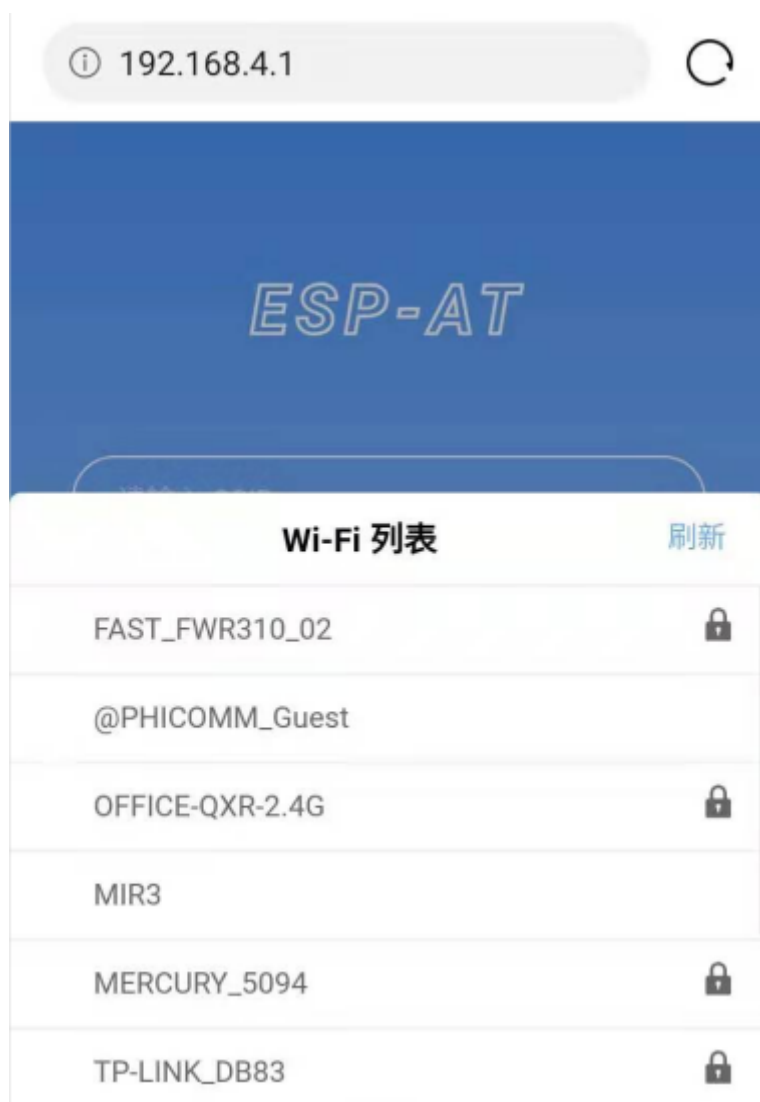 192.168.4.1
ESP-AT
Wi-Fi 列表
刷新
FAST_FWR310_02
@PHICOMM_Guest
OFFICE-QXR-2.4G
MIR3
MERCURY_5094
TP-LINK_DB83